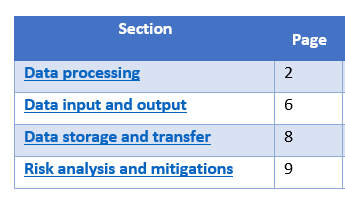 Section Page
Data processing 2
Data input and output 6
Data storage and transfer 8
Risk analysis and mitigations 9